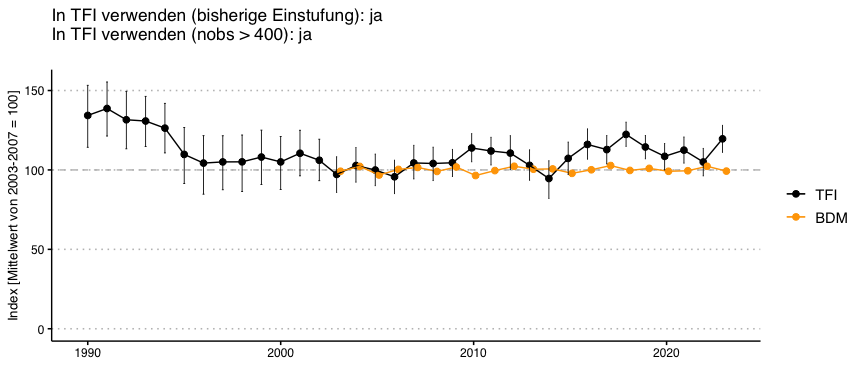 In TFI verwenden (bisherige Einstufung): ja
In TFI verwenden (nobs > 400): ja
Index [Mittelwert von 2003-2007 = 100]
150
100
50
0
1990
2000
2010
2020
TFI
BDM